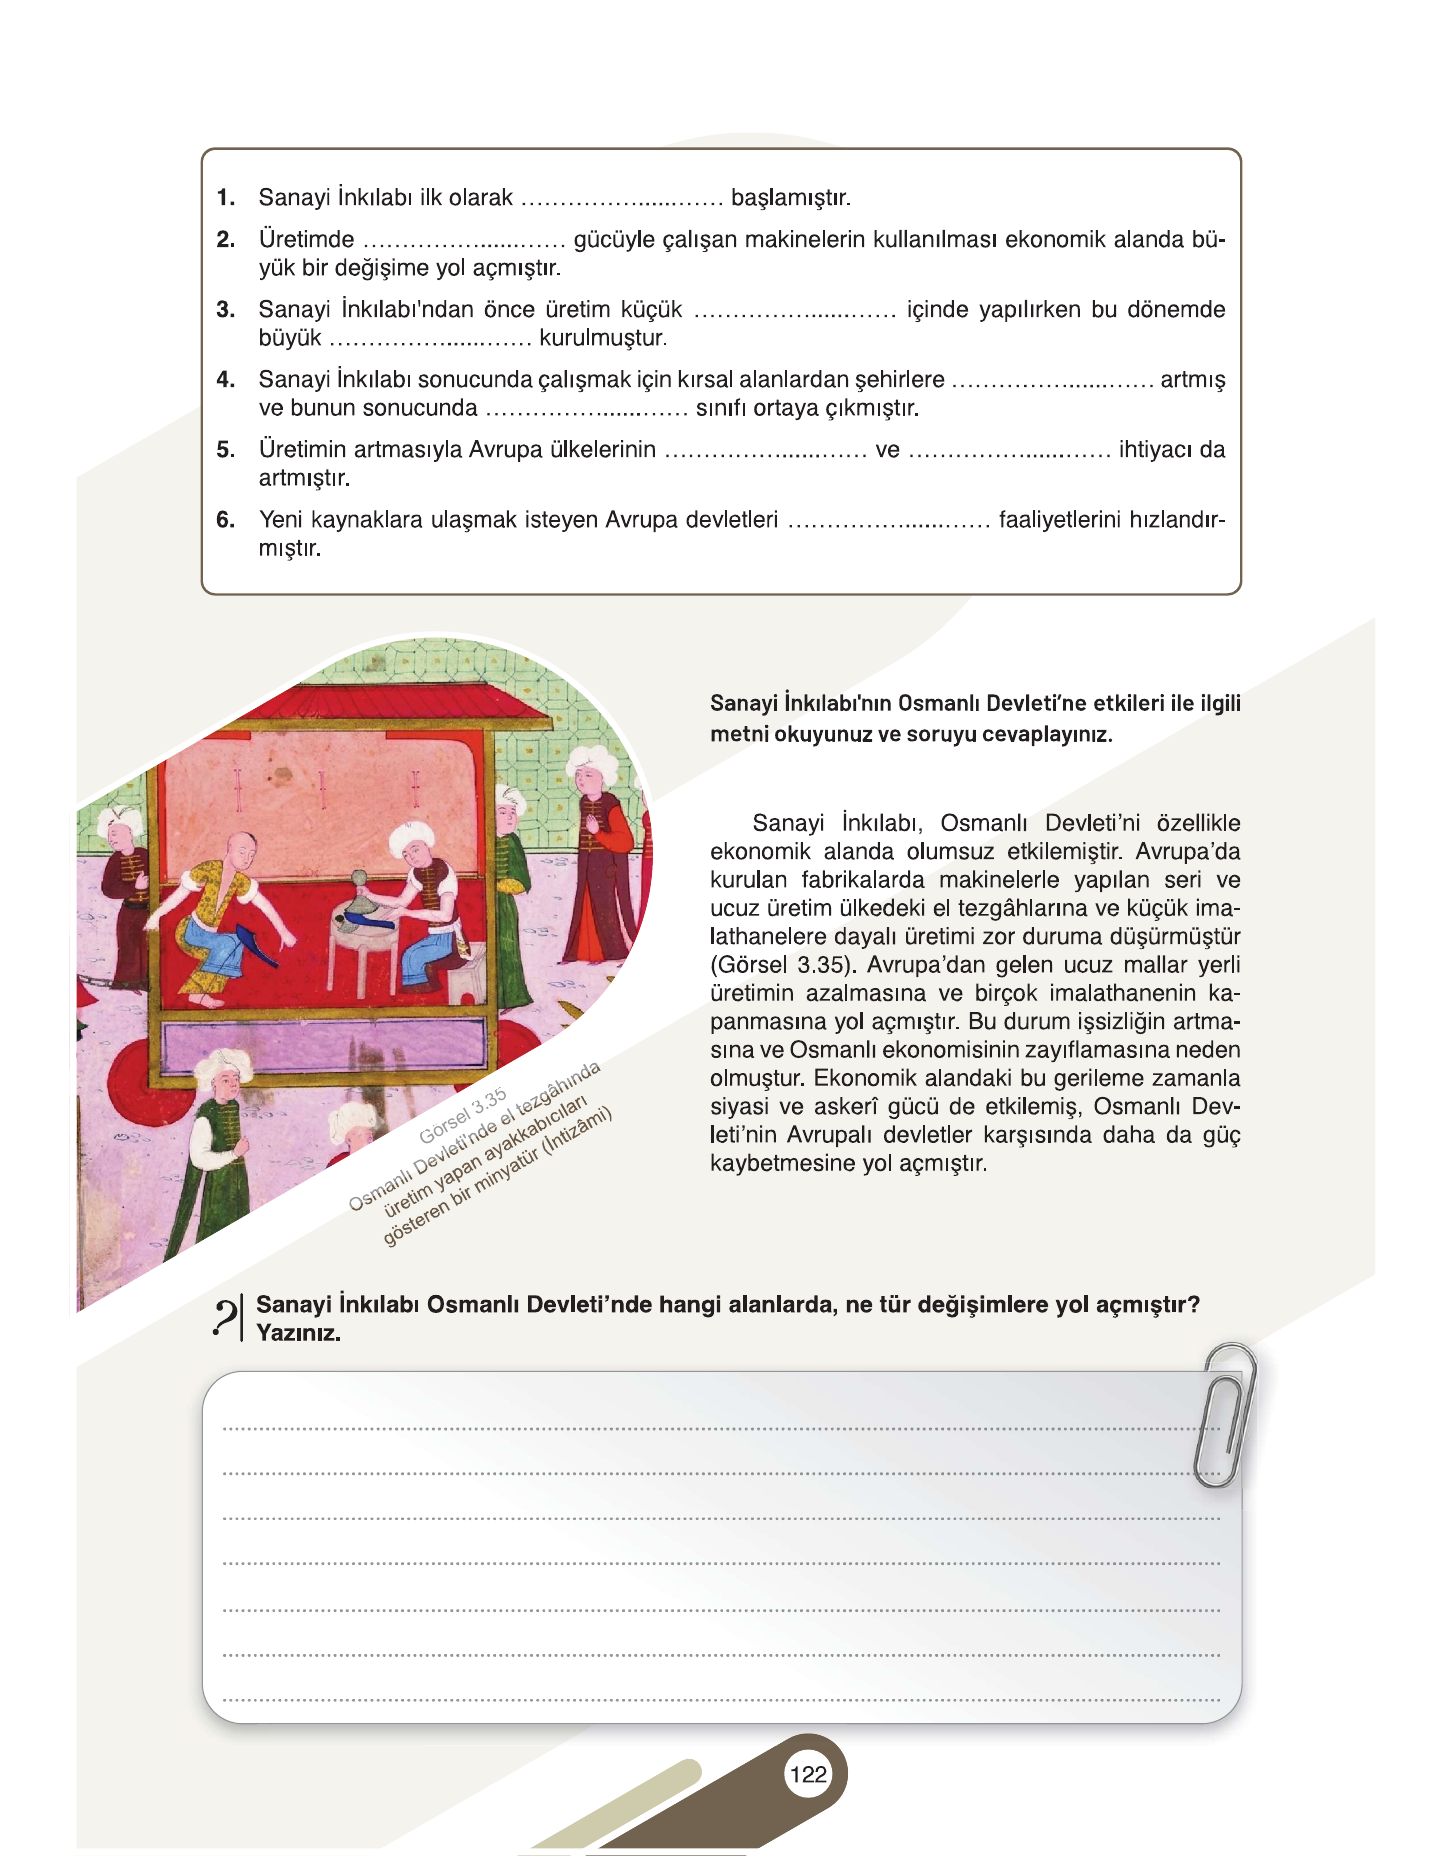 1. Sanayi İnkılabı ilk olarak ……………......…… başlamıştır.
2. Üretimde ……………......…… gücüyle çalışan makinelerin kullanılması ekonomik alanda bü-
yük bir değişime yol açmıştır.
3. Sanayi İnkılabı'ndan önce üretim küçük ……………......…… içinde yapılırken bu dönemde
büyük ……………......…… kurulmuştur.
4. Sanayi İnkılabı sonucunda çalışmak için kırsal alanlardan şehirlere ……………......…… artmış
ve bunun sonucunda ……………......…… sınıfı ortaya çıkmıştır.
5. Üretimin artmasıyla Avrupa ülkelerinin ……………......…… ve ……………......…… ihtiyacı da
artmıştır.
6. Yeni kaynaklara ulaşmak isteyen Avrupa devletleri ……………......…… faaliyetlerini hızlandır-
mıştır.
Sanayi İnkılabı'nın Osmanlı Devleti’ne etkileri ile ilgili
metni okuyunuz ve soruyu cevaplayınız.
Sanayi İnkılabı, Osmanlı Devleti’ni özellikle
ekonomik alanda olumsuz etkilemiştir. Avrupa’da
kurulan fabrikalarda makinelerle yapılan seri ve
ucuz üretim ülkedeki el tezgâhlarına ve küçük ima-
lathanelere dayalı üretimi zor duruma düşürmüştür
(Görsel 3.35). Avrupa’dan gelen ucuz mallar yerli
üretimin azalmasına ve birçok imalathanenin ka-
panmasına yol açmıştır. Bu durum işsizliğin artma-
sına ve Osmanlı ekonomisinin zayıflamasına neden
olmuştur. Ekonomik alandaki bu gerileme zamanla
siyasi ve askerî gücü de etkilemiş, Osmanlı Dev-
leti’nin Avrupalı devletler karşısında daha da güç
kaybetmesine yol açmıştır.
Görsel 3.35
Osmanlı Devleti’nde el tezgâhında
üretim yapan ayakkabıcıları
gösteren bir minyatür (İntizâmi)
? Sanayi İnkılabı Osmanlı Devleti’nde hangi alanlarda, ne tür değişimlere yol açmıştır?
Yazınız.
122